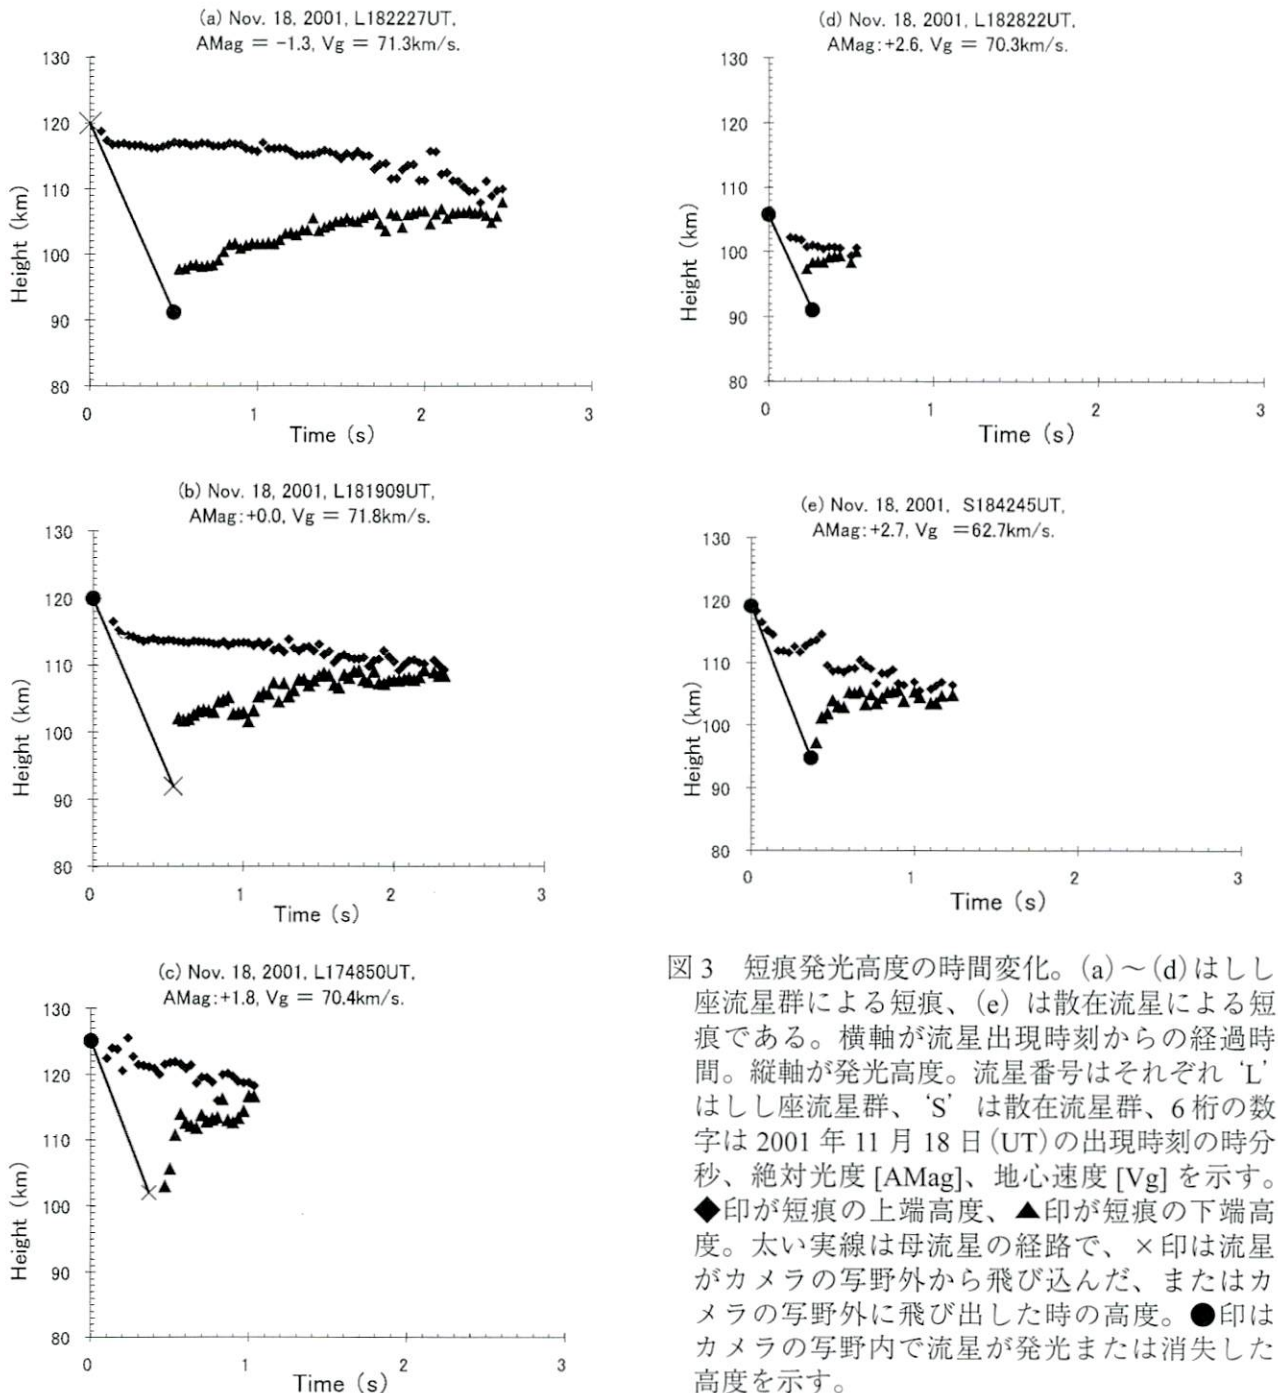 (a) Nov. 18, 2001, L182227UT,
AMag = -1.3, Vg = 71.3km/s.
130
120
110
100
90
80
Height (km)
0 1 2 3
Time (s)
(b) Nov. 18, 2001, L181909UT,
AMag:+0.0, Vg = 71.8km/s.
130
120
110
100
90
80
Height (km)
0 1 2 3
Time (s)
(c) Nov. 18, 2001, L174850UT,
AMag:+1.8, Vg = 70.4km/s.
130
120
110
100
90
80
Height (km)
0 1 2 3
Time (s)
(d) Nov. 18, 2001, L182822UT,
AMag:+2.6, Vg = 70.3km/s.
130
120
110
100
90
80
Height (km)
0 1 2 3
Time (s)
(e) Nov. 18, 2001, S184245UT,
AMag:+2.7, Vg =62.7km/s.
130
120
110
100
90
80
Height (km)
0 1 2 3
Time (s)
図3 短痕発光高度の時間変化。(a)～(d)はしし
座流星群による短痕、(e) は散在流星による短
痕である。横軸が流星出現時刻からの経過時
間。縦軸が発光高度。流星番号はそれぞれ ‘L’
はしし座流星群、‘S’ は散在流星群、6桁の数
字は 2001 年 11 月 18 日(UT)の出現時刻の時分
秒、絶対光度 [AMag]、地心速度 [Vg] を示す。
◆印が短痕の上端高度、▲印が短痕の下端高
度。太い実線は母流星の経路で、×印は流星
がカメラの写野外から飛び込んだ、またはカ
メラの写野外に飛び出した時の高度。●印は
カメラの写野内で流星が発光または消失した
高度を示す。